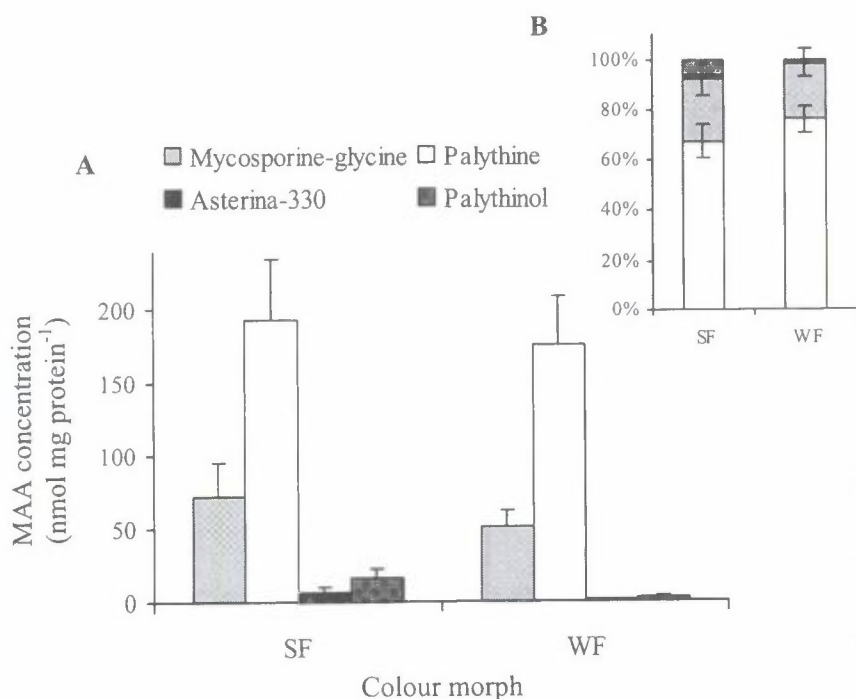 B
100%
80%
60%
40%
20%
0%
SF WF
A
Mycosporine-glycine Palythine
Asterina-330 Palythinol
MAA concentration
(nmol mg protein⁻¹)
200
150
100
50
0
SF WF
Colour morph